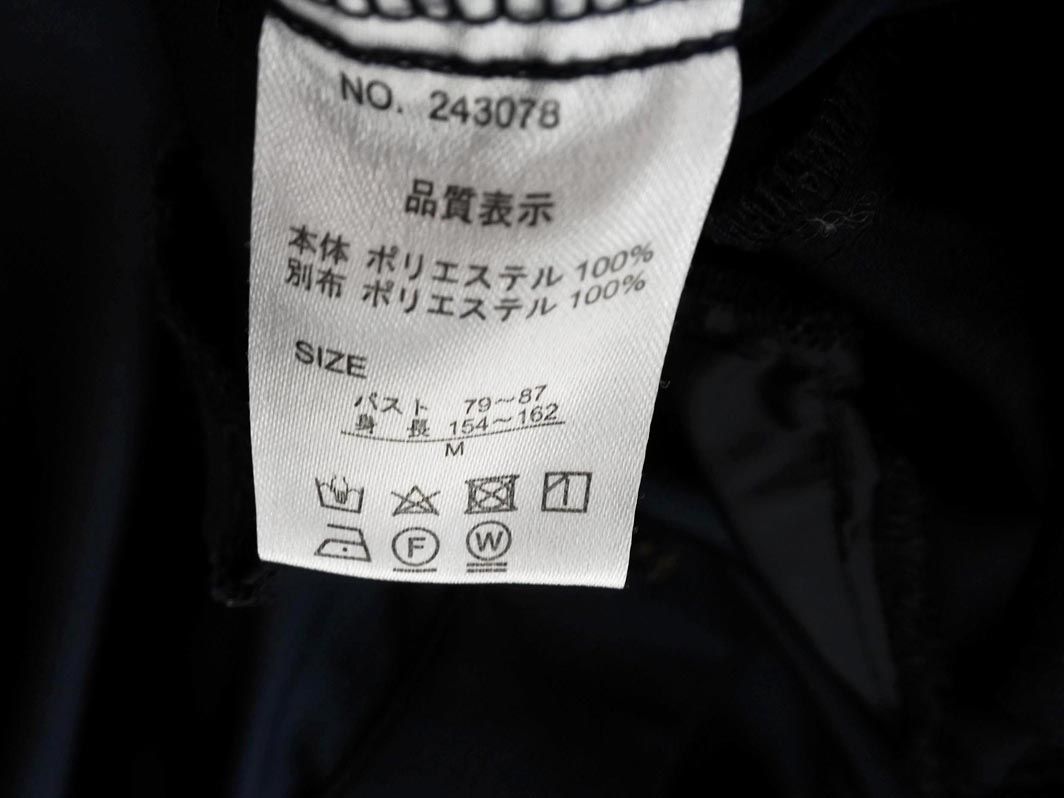 NO. 243078
品質表示
本体 ポリエステル 100%
別布 ポリエステル 100%
SIZE
バスト 79～87
身 長 154～162
M
F
W